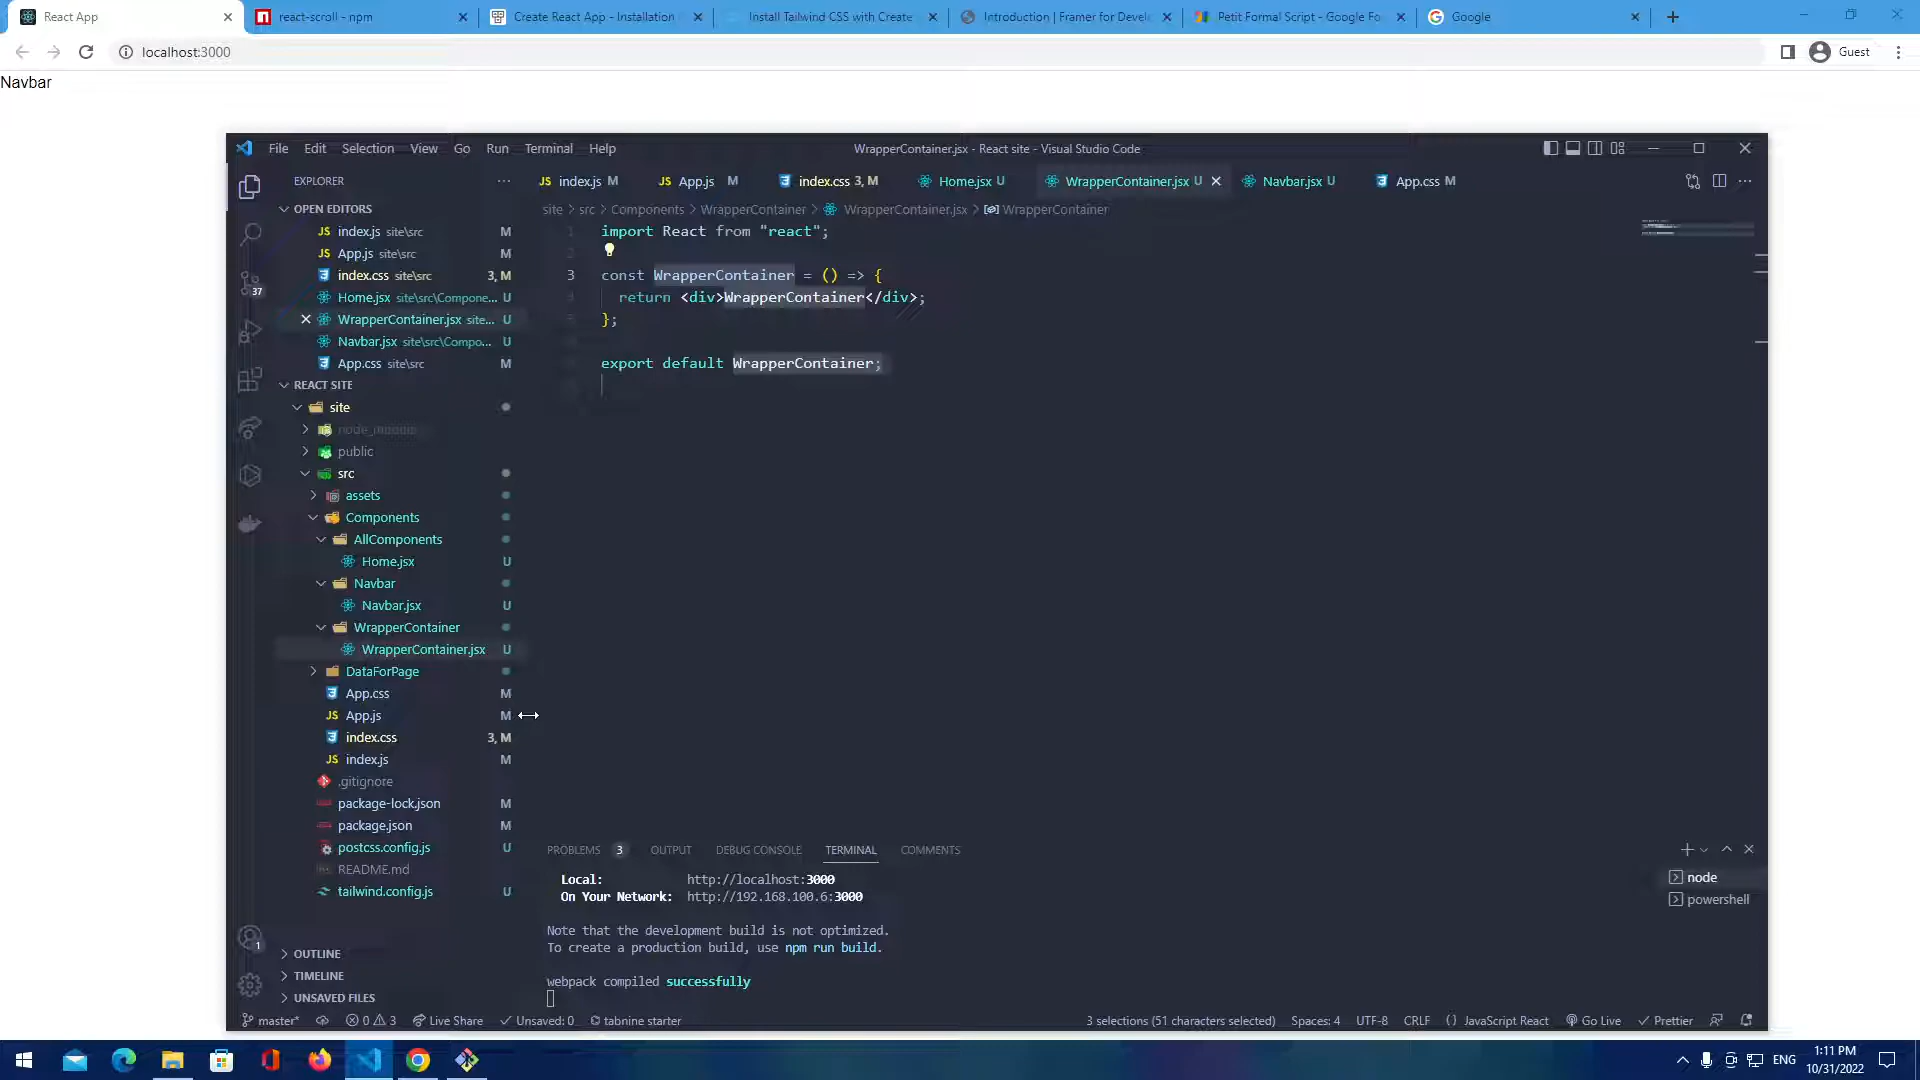 React App
react-scroll - npm
Create React App - Installation
Install Tailwind CSS with Create
Introduction | Framer for Devel
Petit Formal Script - Google Fo
Google
localhost:3000
Guest
Navbar
File Edit Selection View Go Run Terminal Help
WrapperContainer.jsx - React site - Visual Studio Code
EXPLORER
JS index.js M
JS App.js M
index.css 3, M
Home.jsx U
WrapperContainer.jsx U
Navbar.jsx U
App.css M
site > src > Components > WrapperContainer > WrapperContainer.jsx > WrapperContainer
OPEN EDITORS
JS index.js site\src M
JS App.js site\src M
index.css site\src 3, M
Home.jsx site\src\Compone... U
WrapperContainer.jsx site... U
Navbar.jsx site\src\Compo... U
App.css site\src M
REACT SITE
site
public
src
assets
Components
AllComponents
Home.jsx U
Navbar
Navbar.jsx U
WrapperContainer
WrapperContainer.jsx U
DataForPage
App.css M
JS App.js M
index.css 3, M
JS index.js M
.gitignore
package-lock.json M
package.json M
postcss.config.js U
README.md
tailwind.config.js U
37
1
OUTLINE
TIMELINE
UNSAVED FILES
1 import React from "react";
2
3 const WrapperContainer = () => {
return <div>WrapperContainer</div>;
};
export default WrapperContainer;
PROBLEMS 3 OUTPUT DEBUG CONSOLE TERMINAL COMMENTS
Local: http://localhost:3000
On Your Network: http://192.168.100.6:3000
Note that the development build is not optimized.
To create a production build, use npm run build.
webpack compiled successfully
node
powershell
master* 0 3 Live Share Unsaved: 0 tabnine starter
3 selections (51 characters selected) Spaces: 4 UTF-8 CRLF () JavaScript React Go Live Prettier
ENG
1:11 PM
10/31/2022